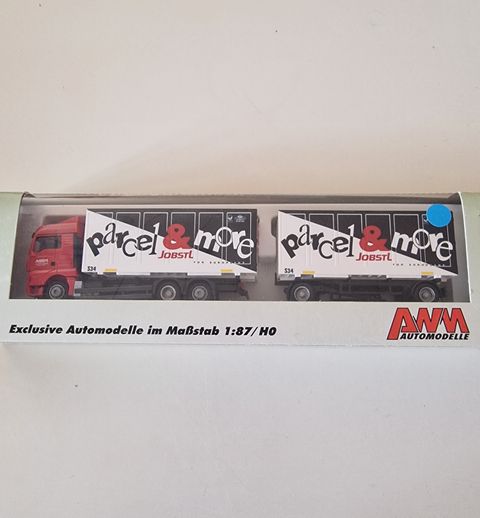 parcel & more
JOBSTL
534
parcel & more
JOBSTL
534
Exclusive Automodelle im Maßstab 1:87/H0
AWM
AUTOMODELLE